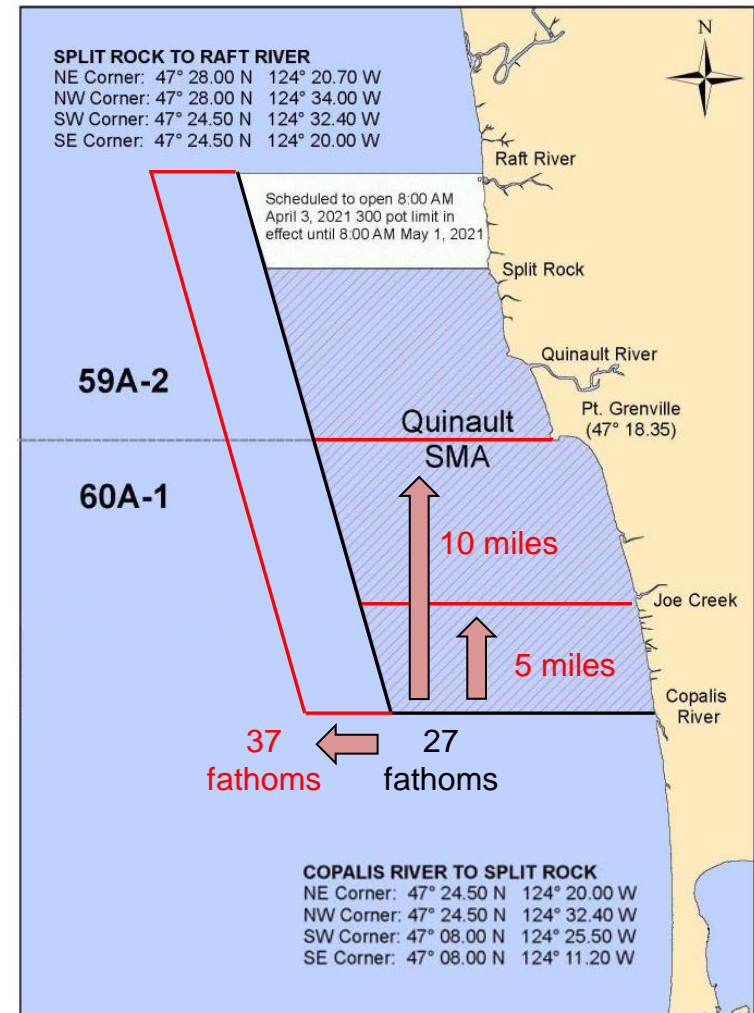 N
SPLIT ROCK TO RAFT RIVER
NE Corner: 47° 28.00 N 124° 20.70 W
NW Corner: 47° 28.00 N 124° 34.00 W
SW Corner: 47° 24.50 N 124° 32.40 W
SE Corner: 47° 24.50 N 124° 20.00 W
Raft River
Scheduled to open 8:00 AM
April 3, 2021 300 pot limit in
effect until 8:00 AM May 1, 2021
Split Rock
Quinault River
59A-2
Pt. Grenville
(47° 18.35)
Quinault
SMA
60A-1
10 miles
Joe Creek
5 miles
Copalis
River
37
fathoms
27
fathoms
COPALIS RIVER TO SPLIT ROCK
NE Corner: 47° 24.50 N 124° 20.00 W
NW Corner: 47° 24.50 N 124° 32.40 W
SW Corner: 47° 08.00 N 124° 25.50 W
SE Corner: 47° 08.00 N 124° 11.20 W